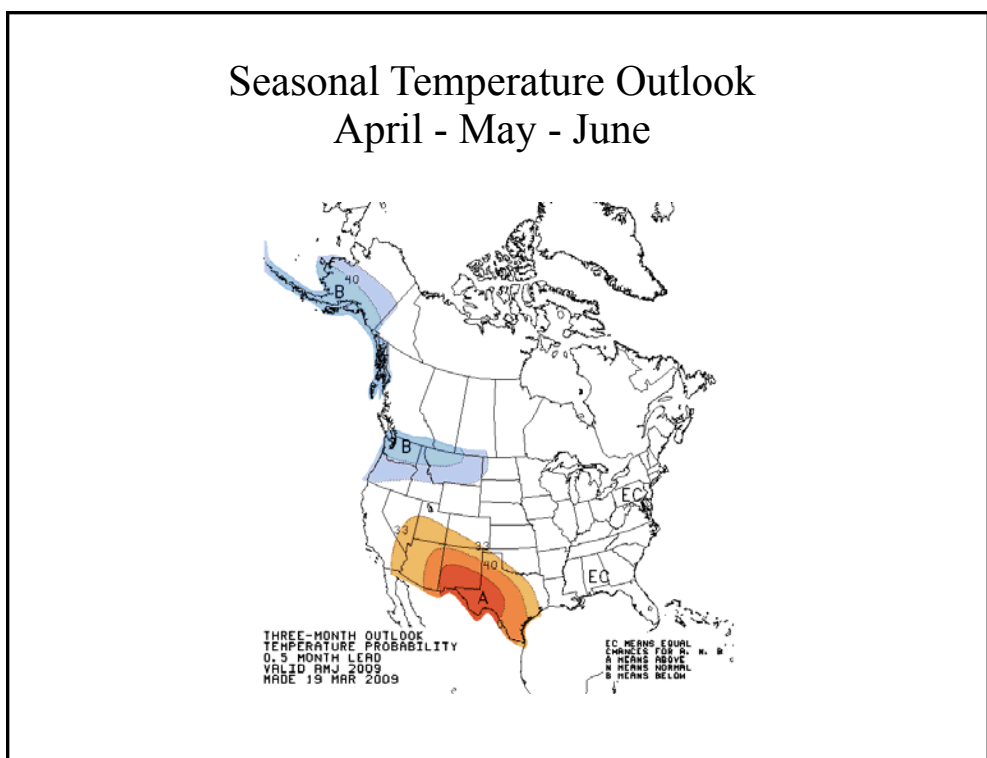 Seasonal Temperature Outlook
April - May - June
40
B
B
33
33
40
A
EC
EC
THREE-MONTH OUTLOOK
TEMPERATURE PROBABILITY
0.5 MONTH LEAD
VALID AMJ 2009
MADE 19 MAR 2009
EC MEANS EQUAL
CHANCES FOR A, N, B
A MEANS ABOVE
N MEANS NORMAL
B MEANS BELOW